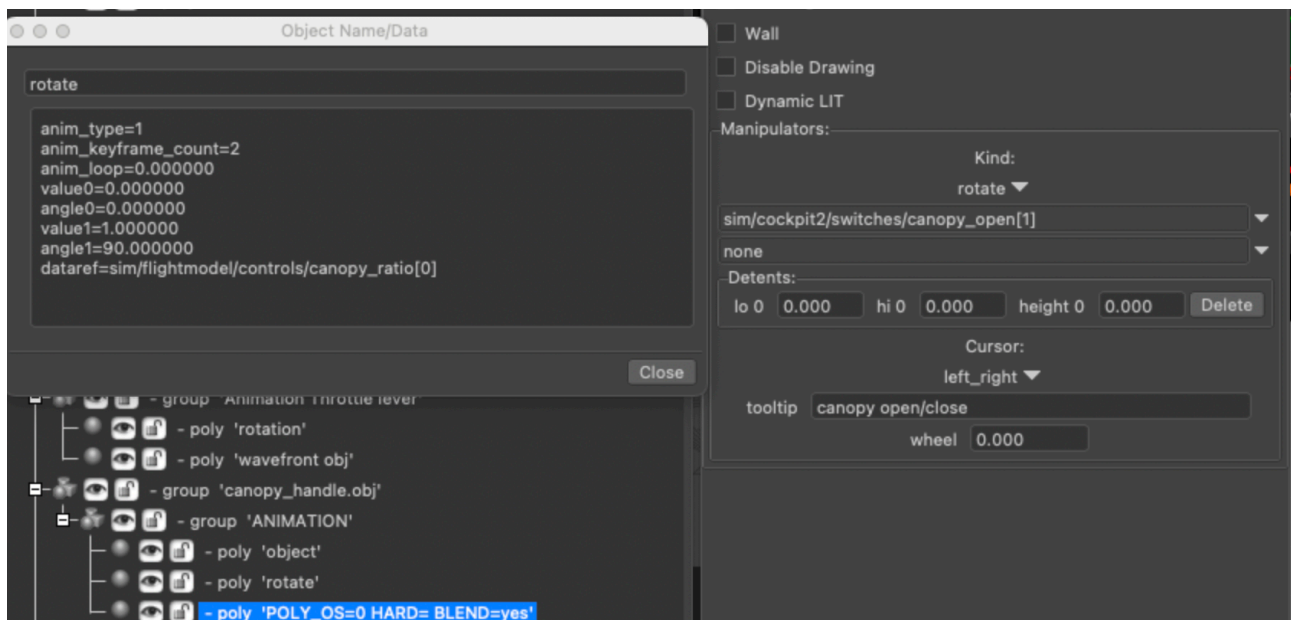 Object Name/Data
rotate
anim_type=1
anim_keyframe_count=2
anim_loop=0.000000
value0=0.000000
angle0=0.000000
value1=1.000000
angle1=90.000000
dataref=sim/flightmodel/controls/canopy_ratio[0]
Close
- group 'Animation Throttle lever'
- poly 'rotation'
- poly 'wavefront obj'
- group 'canopy_handle.obj'
- group 'ANIMATION'
- poly 'object'
- poly 'rotate'
- poly 'POLY_OS=0 HARD= BLEND=yes'
Wall
Disable Drawing
Dynamic LIT
Manipulators:
Kind:
rotate
sim/cockpit2/switches/canopy_open[1]
none
Detents:
lo 0 0.000 hi 0 0.000 height 0 0.000 Delete
Cursor:
left_right
tooltip canopy open/close
wheel 0.000